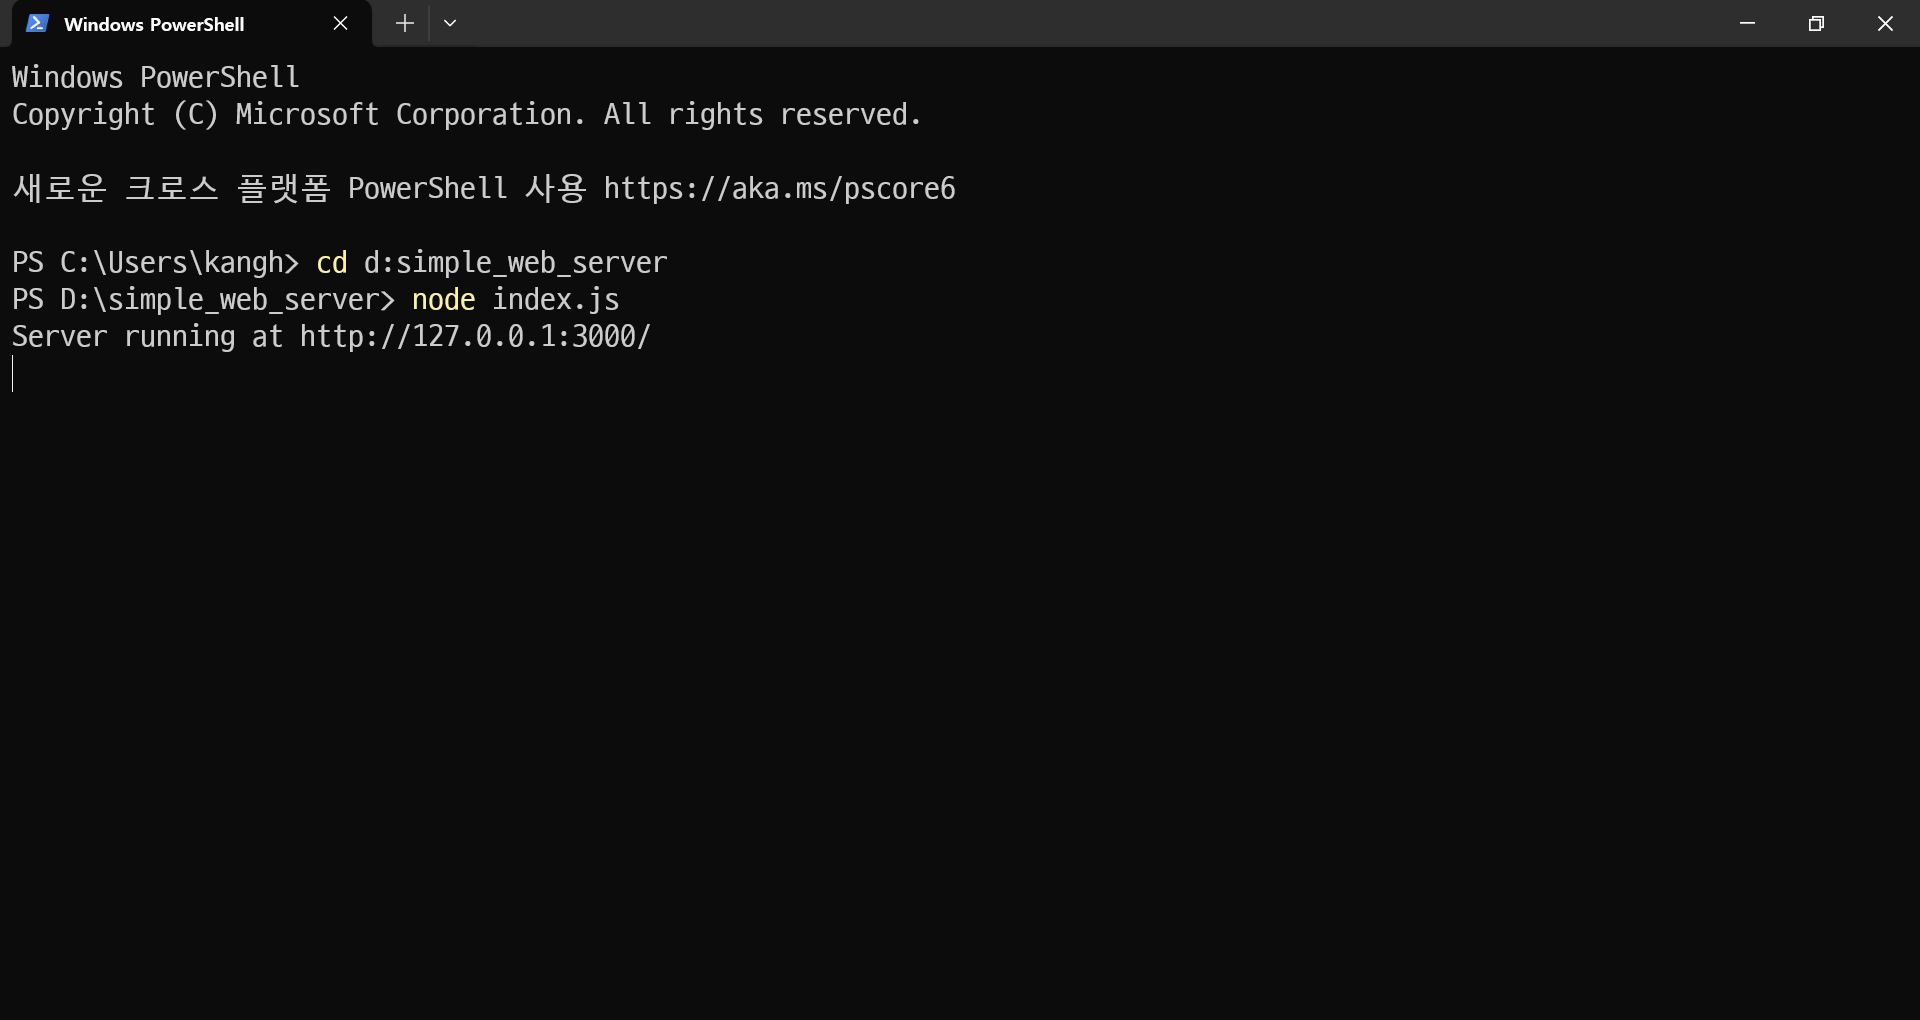 Windows PowerShell
Windows PowerShell
Copyright (C) Microsoft Corporation. All rights reserved.
새로운 크로스 플랫폼 PowerShell 사용 https://aka.ms/pscore6
PS C:\Users\kangh> cd d:simple_web_server
PS D:\simple_web_server> node index.js
Server running at http://127.0.0.1:3000/